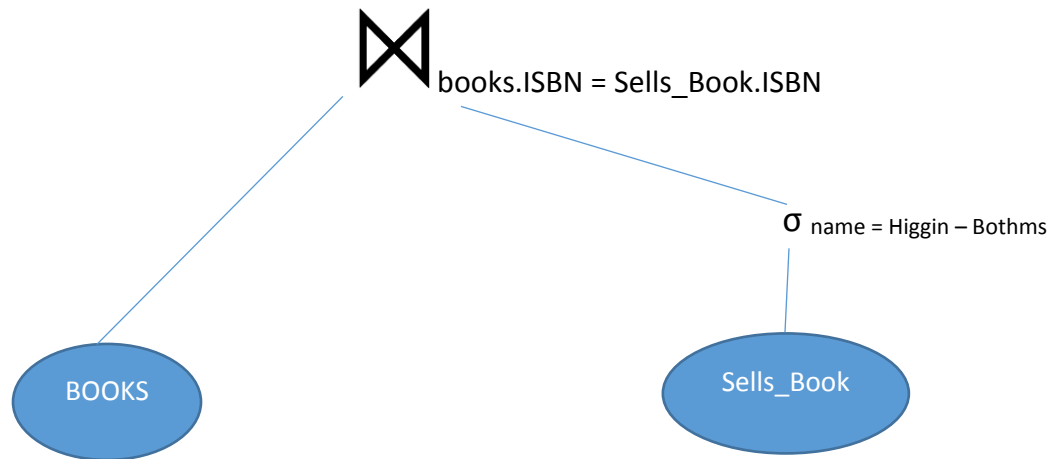 ⋈ books.ISBN = Sells_Book.ISBN
σ name = Higgin – Bothms
BOOKS
Sells_Book